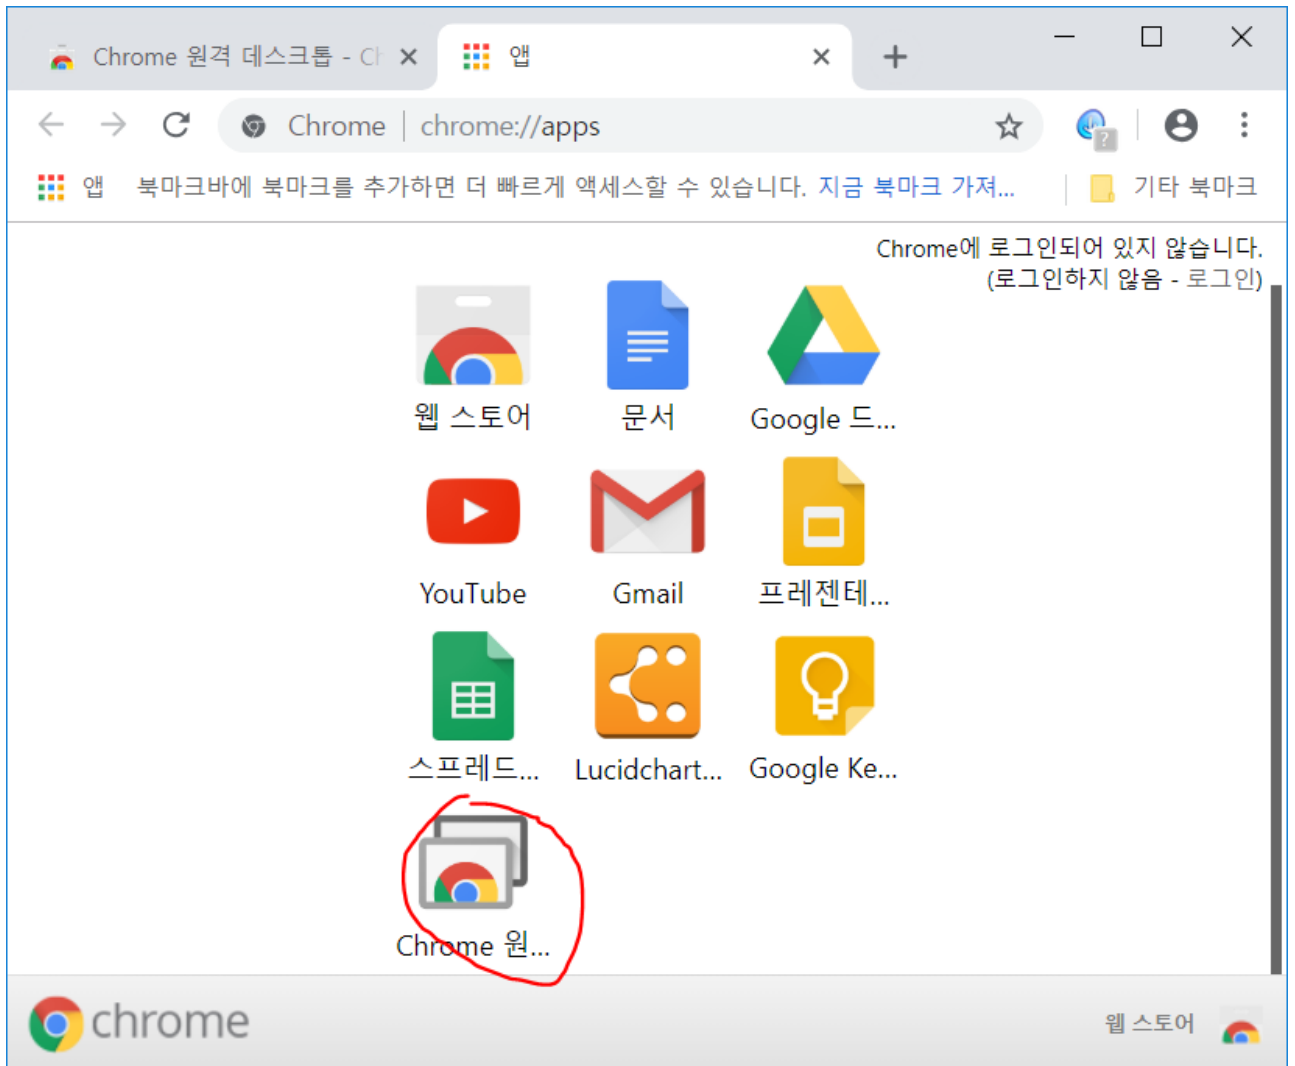 Chrome 원격 데스크톱 - Ch
앱
Chrome chrome://apps
앱 북마크바에 북마크를 추가하면 더 빠르게 액세스할 수 있습니다. 지금 북마크 가져... 기타 북마크
Chrome에 로그인되어 있지 않습니다.
(로그인하지 않음 - 로그인)
웹 스토어 문서 Google 드...
YouTube Gmail 프레젠테...
스프레드... Lucidchart... Google Ke...
Chrome 원...
chrome 웹 스토어